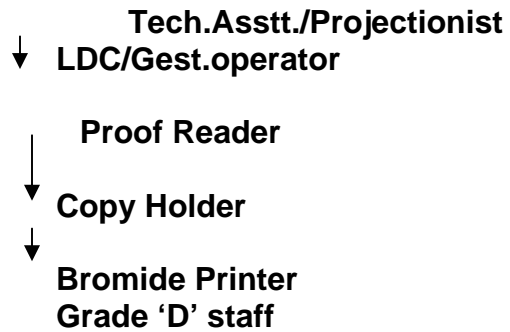 Tech.Asstt./Projectionist
LDC/Gest.operator
Proof Reader
Copy Holder
Bromide Printer
Grade ‘D’ staff